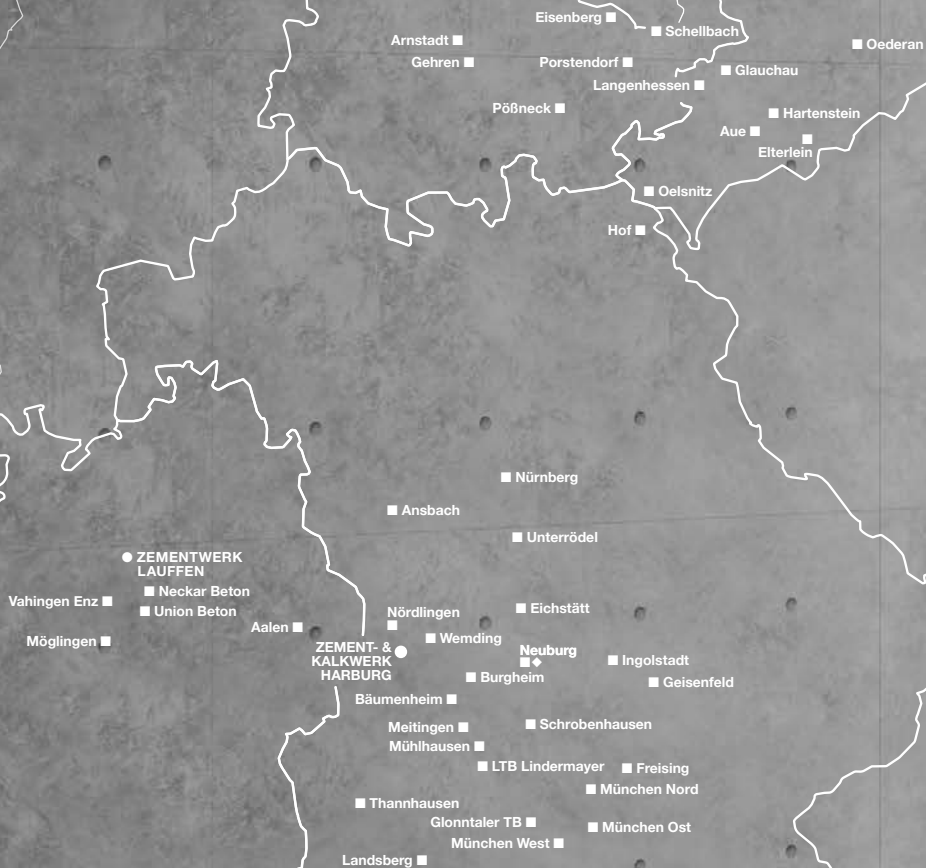 Eisenberg
Schellbach
Arnstadt
Oederan
Gehren
Porstendorf
Glauchau
Langenhessen
Pößneck
Hartenstein
Aue
Elterlein
Oelsnitz
Hof
Nürnberg
Ansbach
Unterrödel
ZEMENTWERK
LAUFFEN
Neckar Beton
Vahingen Enz
Union Beton
Eichstätt
Nördlingen
Aalen
Möglingen
Wemding
ZEMENT- &
KALKWERK
HARBURG
Neuburg
Ingolstadt
Burgheim
Geisenfeld
Bäumenheim
Meitingen
Schrobenhausen
Mühlhausen
LTB Lindermayer
Freising
München Nord
Thannhausen
Glonntaler TB
München Ost
München West
Landsberg